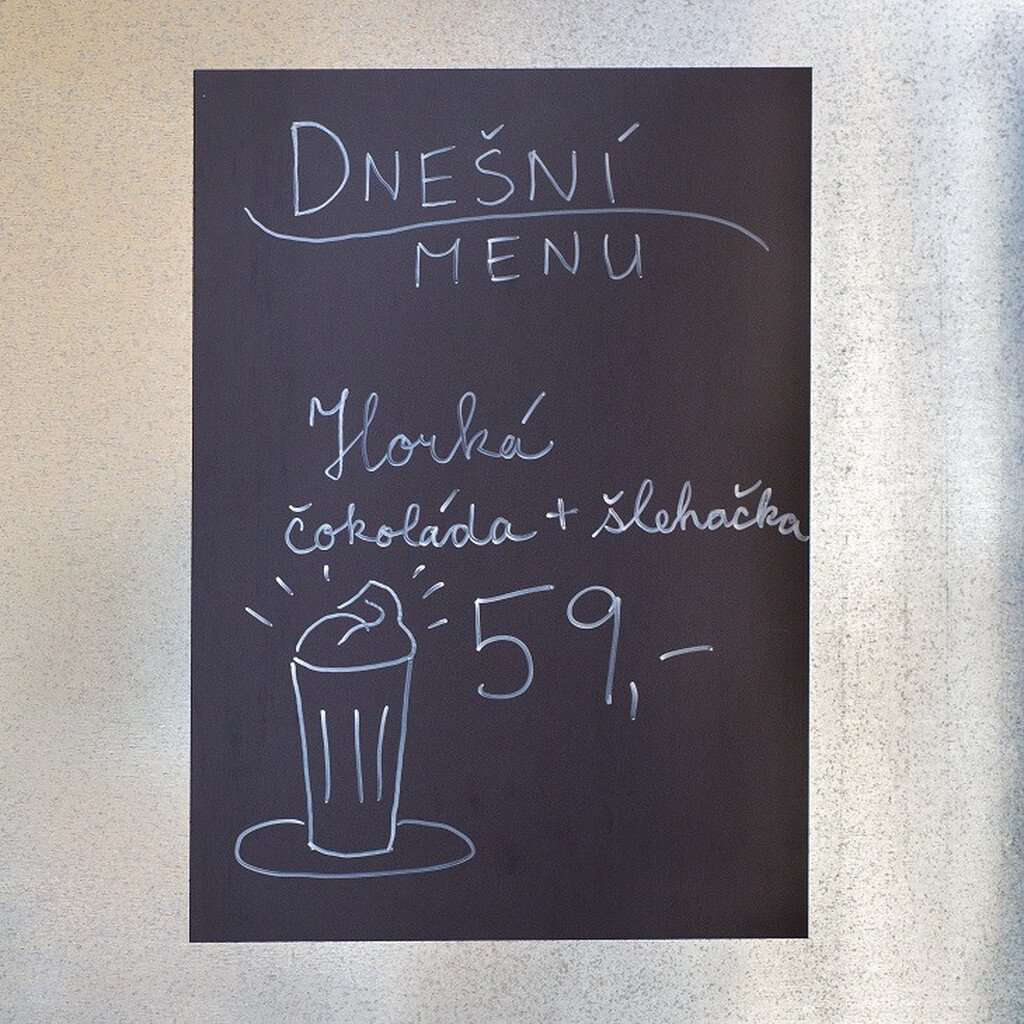 DNEŠNÍ
MENU
Horká
čokoláda + šlehačka
59,-